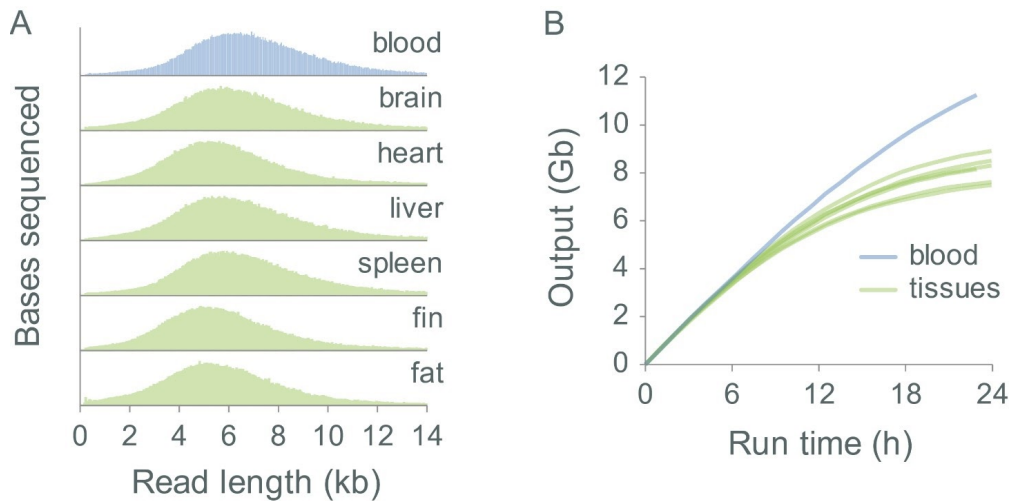 A
Bases sequenced
blood
brain
heart
liver
spleen
fin
fat
0 2 4 6 8 10 12 14
Read length (kb)
B
Output (Gb)
12
10
8
6
4
2
0
blood
tissues
0 6 12 18 24
Run time (h)